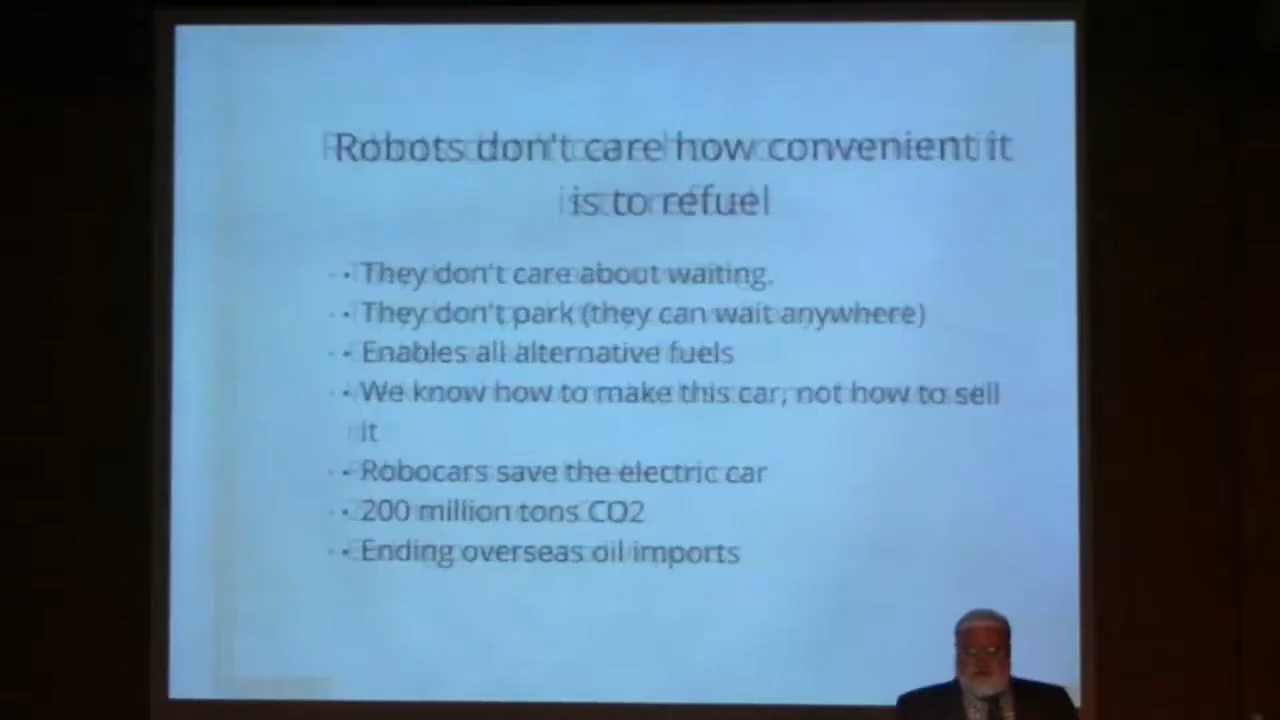 Robots don't care how convenient it
is to refuel
• They don't care about waiting.
• They don't park (they can wait anywhere)
• Enables all alternative fuels
• We know how to make this car, not how to sell
it
• Robocars save the electric car
• 200 million tons CO2
• Ending overseas oil imports